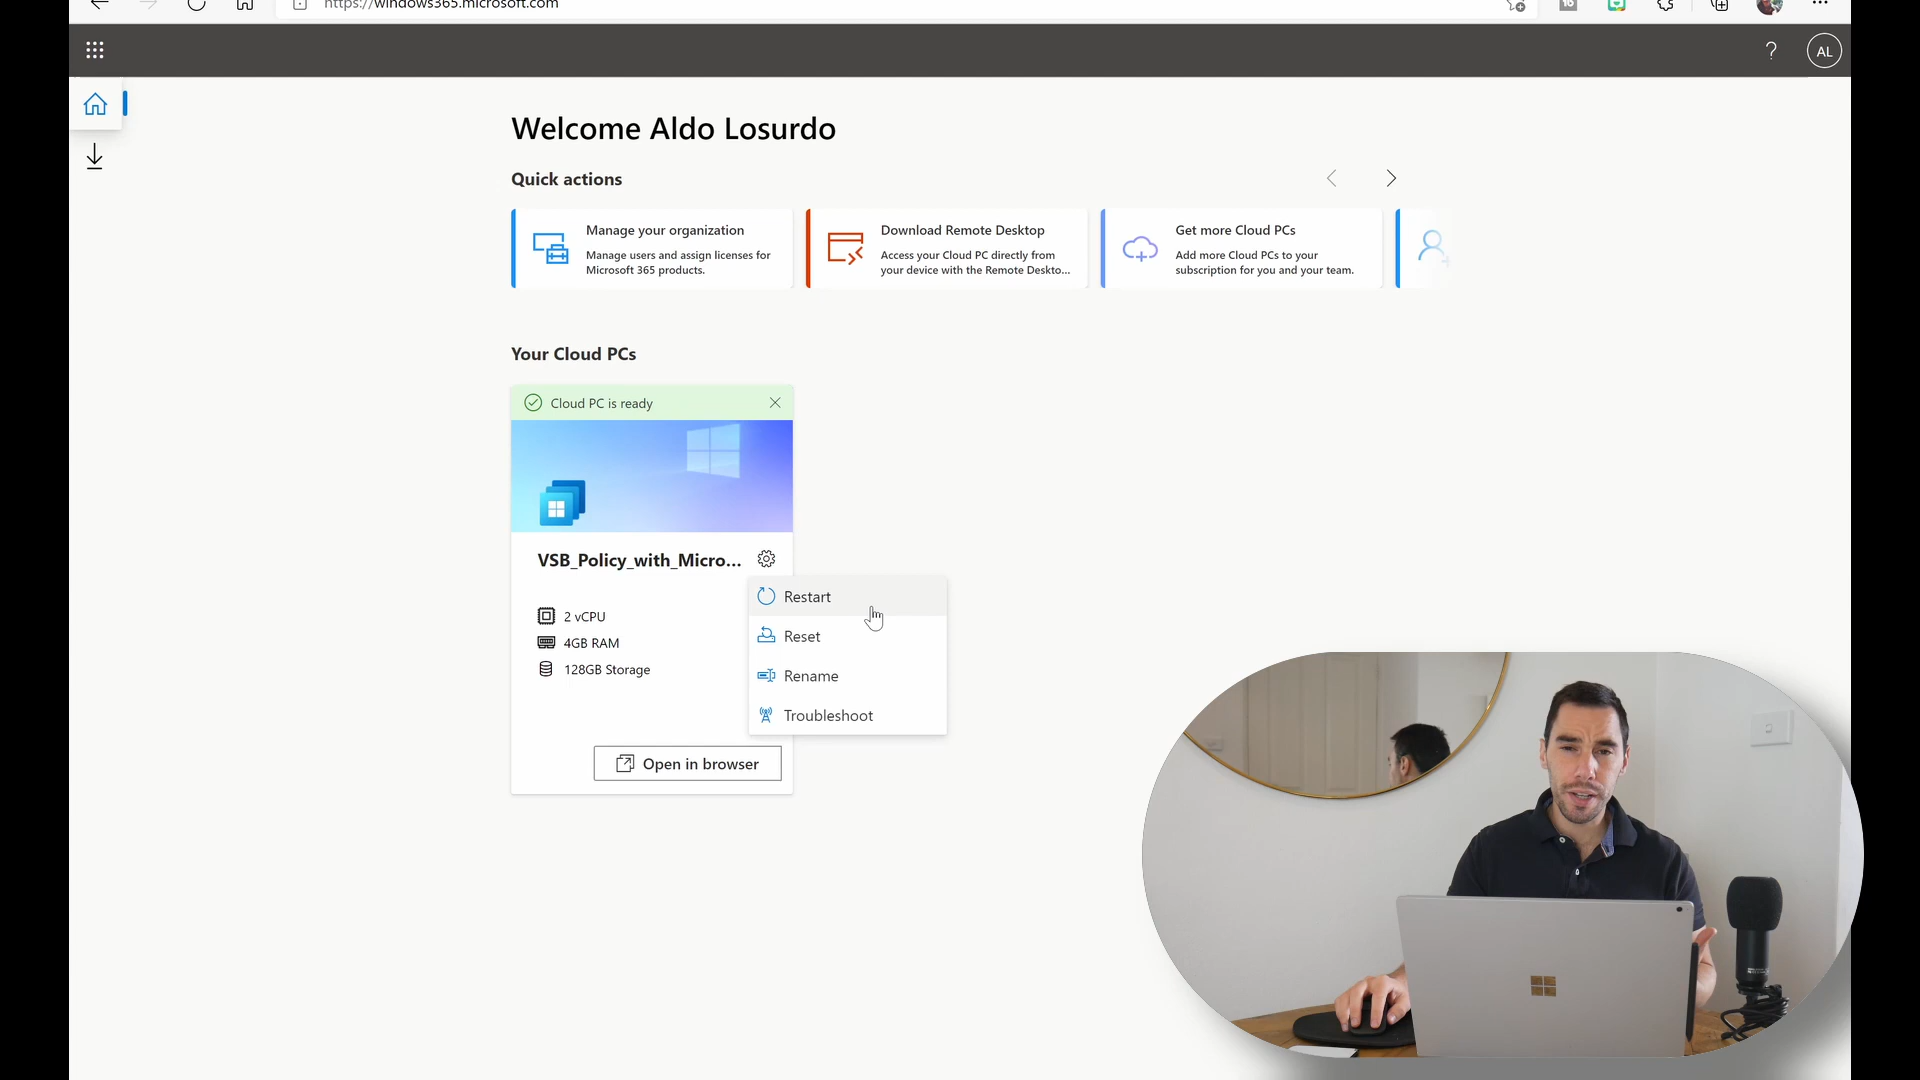 https://windows365.microsoft.com
AL
Welcome Aldo Losurdo
Quick actions
Manage your organization
Manage users and assign licenses for
Microsoft 365 products.
Download Remote Desktop
Access your Cloud PC directly from
your device with the Remote Deskto...
Get more Cloud PCs
Add more Cloud PCs to your
subscription for you and your team.
Your Cloud PCs
Cloud PC is ready
VSB_Policy_with_Micro...
2 vCPU
4GB RAM
128GB Storage
Restart
Reset
Rename
Troubleshoot
Open in browser